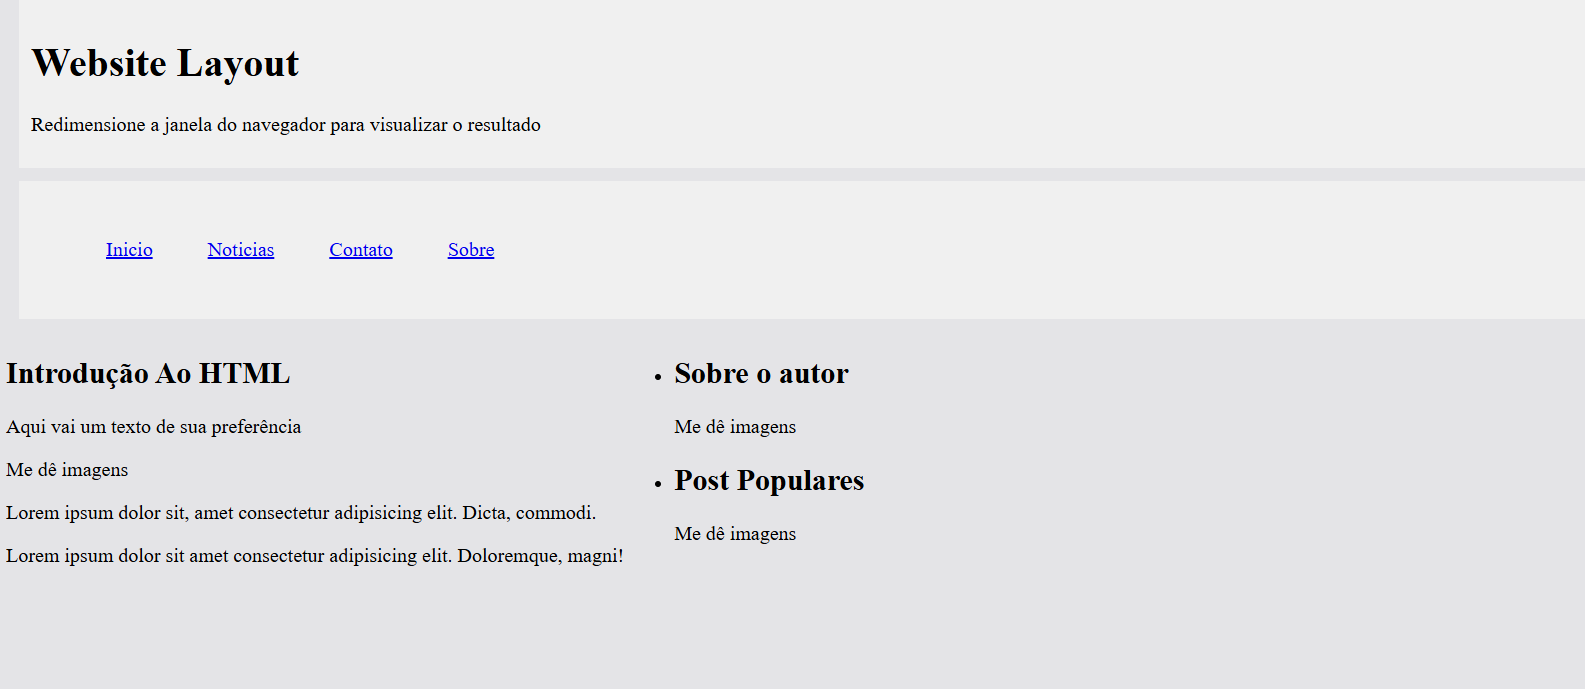 Website Layout
Redimensione a janela do navegador para visualizar o resultado
Inicio Noticias Contato Sobre
Introdução Ao HTML
Aqui vai um texto de sua preferência
Me dê imagens
Lorem ipsum dolor sit, amet consectetur adipisicing elit. Dicta, commodi.
Lorem ipsum dolor sit amet consectetur adipisicing elit. Doloremque, magni!
Sobre o autor
Me dê imagens
Post Populares
Me dê imagens